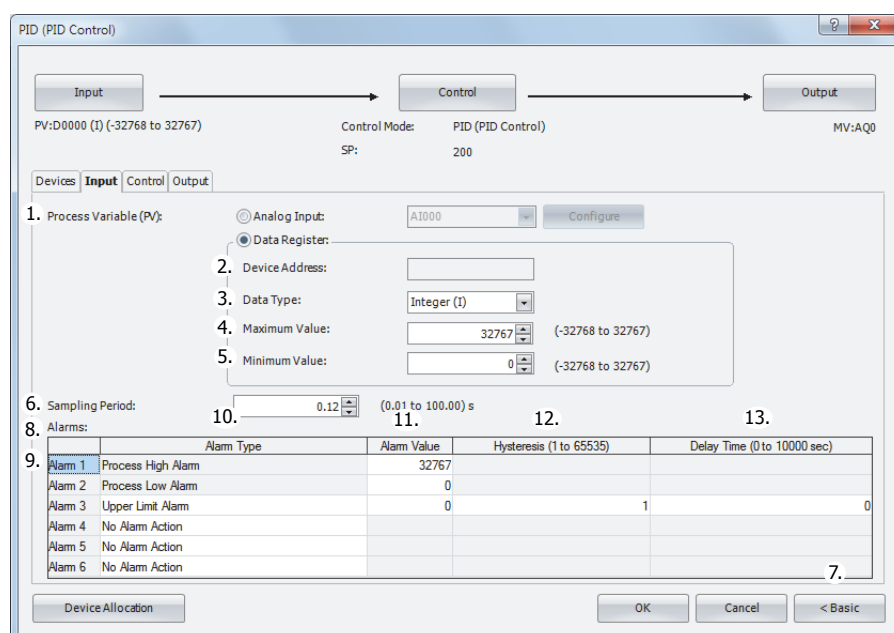 PID (PID Control)
?
x
Input
Control
Output
PV:D0000 (I) (-32768 to 32767)
Control Mode: PID (PID Control)
MV:AQ0
SP: 200
Devices Input Control Output
1. Process Variable (PV): Analog Input: AI000 Configure
Data Register:
2. Device Address:
3. Data Type: Integer (I)
4. Maximum Value: 32767 (-32768 to 32767)
5. Minimum Value: 0 (-32768 to 32767)
6. Sampling Period: 0.12 (0.01 to 100.00) s
10. 11. 12. 13.
8. Alarms:
Alarm Type Alarm Value Hysteresis (1 to 65535) Delay Time (0 to 10000 sec)
9. Alarm 1 Process High Alarm 32767
Alarm 2 Process Low Alarm 0
Alarm 3 Upper Limit Alarm 0 1 0
Alarm 4 No Alarm Action
Alarm 5 No Alarm Action
Alarm 6 No Alarm Action
7.
Device Allocation OK Cancel < Basic